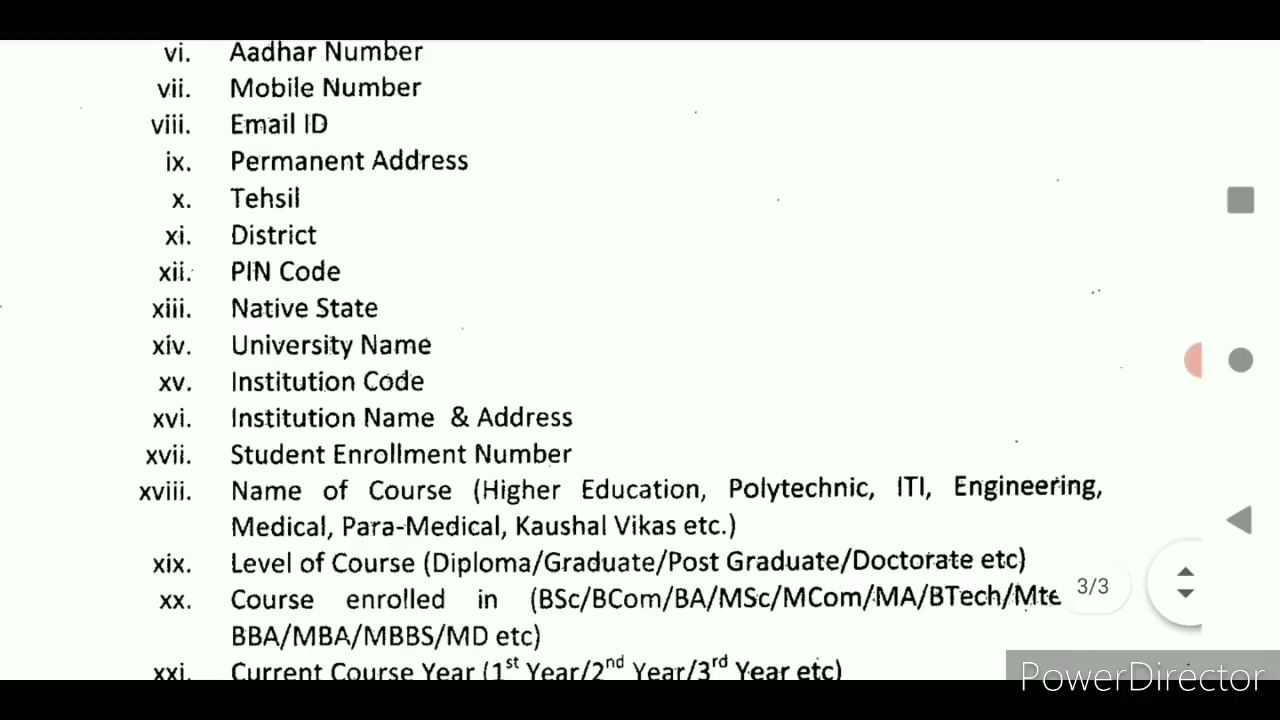 vi. Aadhar Number
vii. Mobile Number
viii. Email ID
ix. Permanent Address
x. Tehsil
xi. District
xii. PIN Code
xiii. Native State
xiv. University Name
xv. Institution Code
xvi. Institution Name & Address
xvii. Student Enrollment Number
xviii. Name of Course (Higher Education, Polytechnic, ITI, Engineering,
Medical, Para-Medical, Kaushal Vikas etc.)
xix. Level of Course (Diploma/Graduate/Post Graduate/Doctorate etc)
xx. Course enrolled in (BSc/BCom/BA/MSc/MCom/MA/BTech/Mte
3/3
BBA/MBA/MBBS/MD etc)
xxi. Current Course Year (1st Year/2nd Year/3rd Year etc)
PowerDirector